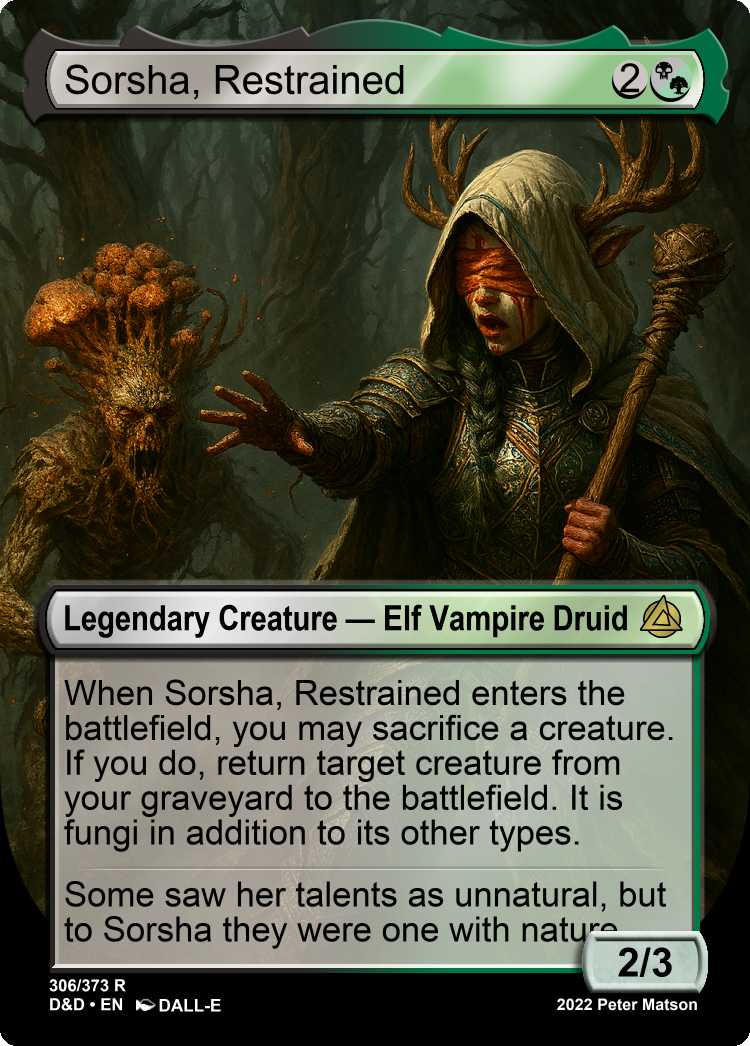 Sorsha, Restrained
2
Legendary Creature — Elf Vampire Druid
When Sorsha, Restrained enters the
battlefield, you may sacrifice a creature.
If you do, return target creature from
your graveyard to the battlefield. It is
fungi in addition to its other types.
Some saw her talents as unnatural, but
to Sorsha they were one with nature.
2/3
306/373 R
D&D • EN DALL-E
2022 Peter Matson